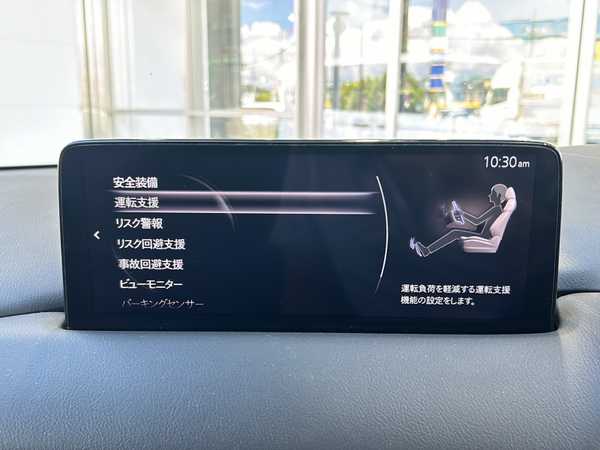 10:30am
安全装備
運転支援
リスク警報
リスク回避支援
事故回避支援
ビューモニター
パーキングセンサー
運転負荷を軽減する運転支援
機能の設定をします。